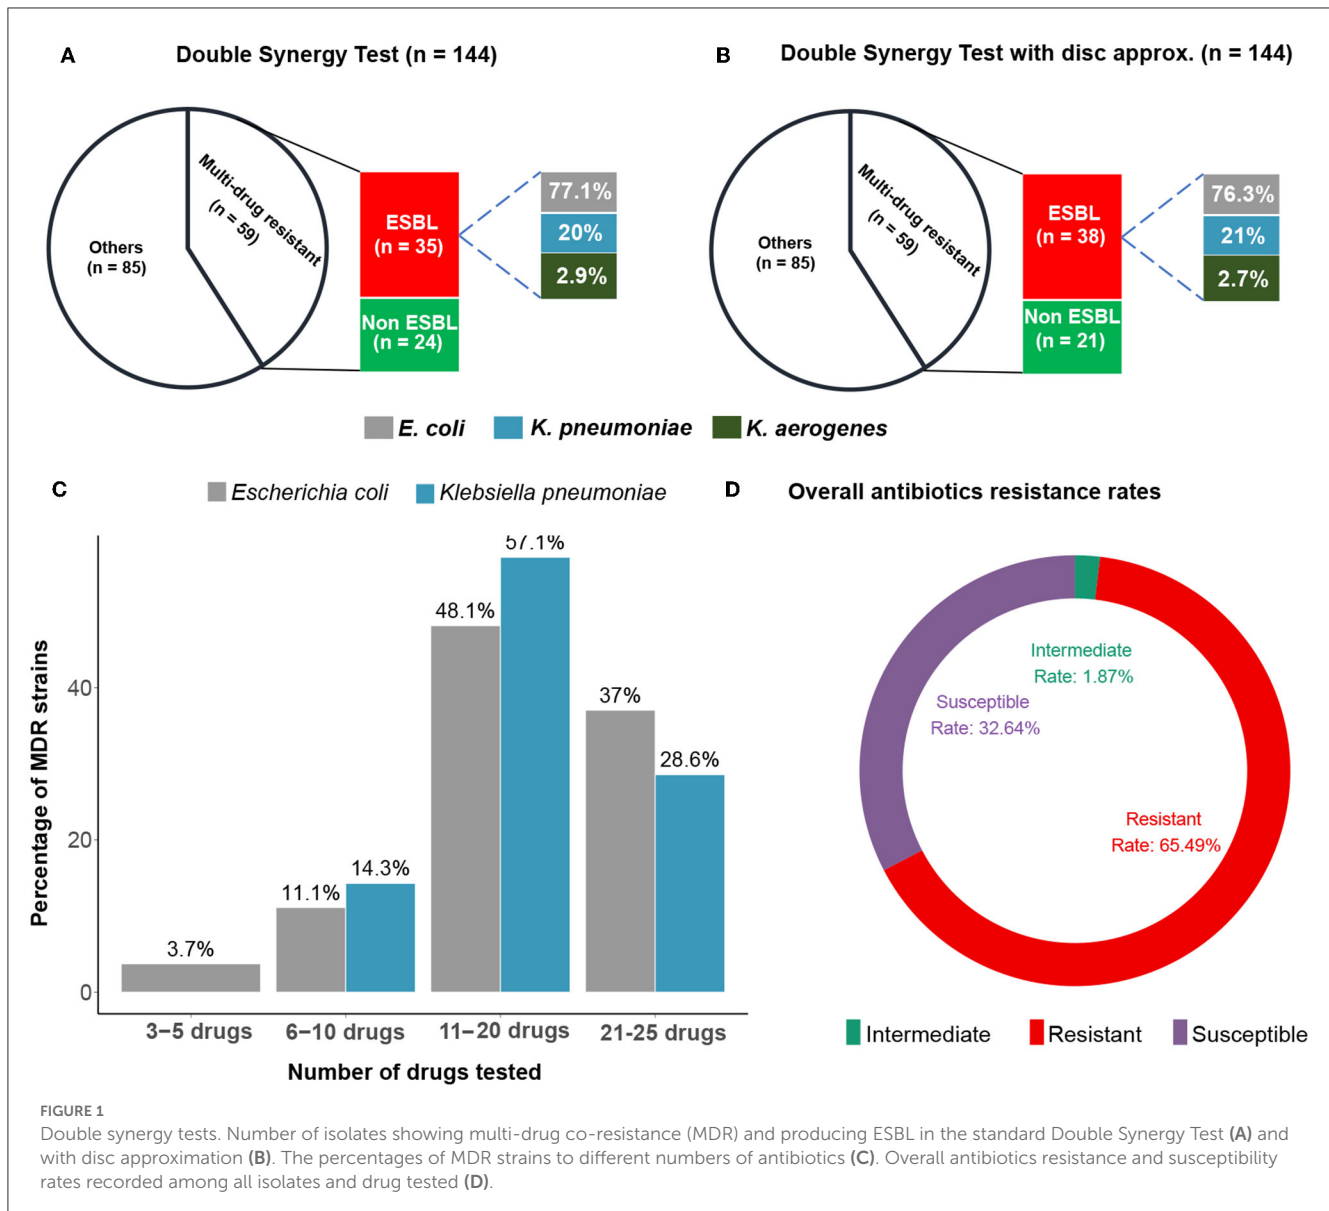 A
Double Synergy Test (n = 144)
Others
(n = 85)
Multi-drug resistant
(n = 59)
ESBL
(n = 35)
Non ESBL
(n = 24)
77.1%
20%
2.9%
B
Double Synergy Test with disc approx. (n = 144)
Others
(n = 85)
Multi-drug resistant
(n = 59)
ESBL
(n = 38)
Non ESBL
(n = 21)
76.3%
21%
2.7%
E. coli
K. pneumoniae
K. aerogenes
C
Escherichia coli
Klebsiella pneumoniae
Percentage of MDR strains
40
20
0
3.7%
11.1%
14.3%
48.1%
57.1%
37%
28.6%
3–5 drugs
6–10 drugs
11–20 drugs
21-25 drugs
Number of drugs tested
D
Overall antibiotics resistance rates
Intermediate
Rate: 1.87%
Susceptible
Rate: 32.64%
Resistant
Rate: 65.49%
Intermediate
Resistant
Susceptible
FIGURE 1
Double synergy tests. Number of isolates showing multi-drug co-resistance (MDR) and producing ESBL in the standard Double Synergy Test (A) and
with disc approximation (B). The percentages of MDR strains to different numbers of antibiotics (C). Overall antibiotics resistance and susceptibility
rates recorded among all isolates and drug tested (D).